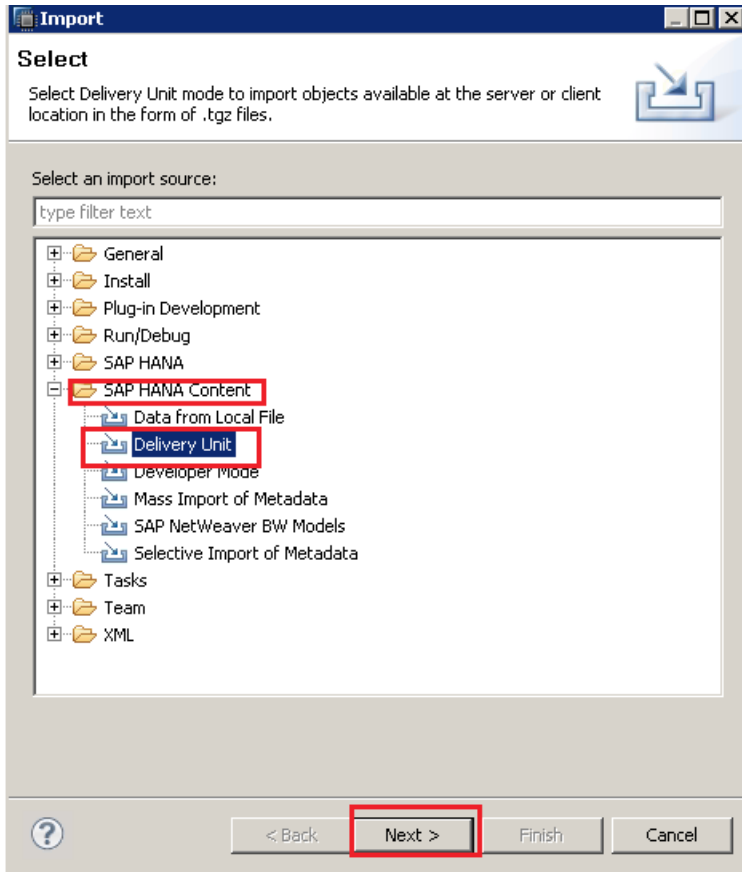 Import
Select
Select Delivery Unit mode to import objects available at the server or client
location in the form of .tgz files.
Select an import source:
type filter text
General
Install
Plug-in Development
Run/Debug
SAP HANA
SAP HANA Content
Data from Local File
Delivery Unit
Developer Mode
Mass Import of Metadata
SAP NetWeaver BW Models
Selective Import of Metadata
Tasks
Team
XML
? < Back Next > Finish Cancel